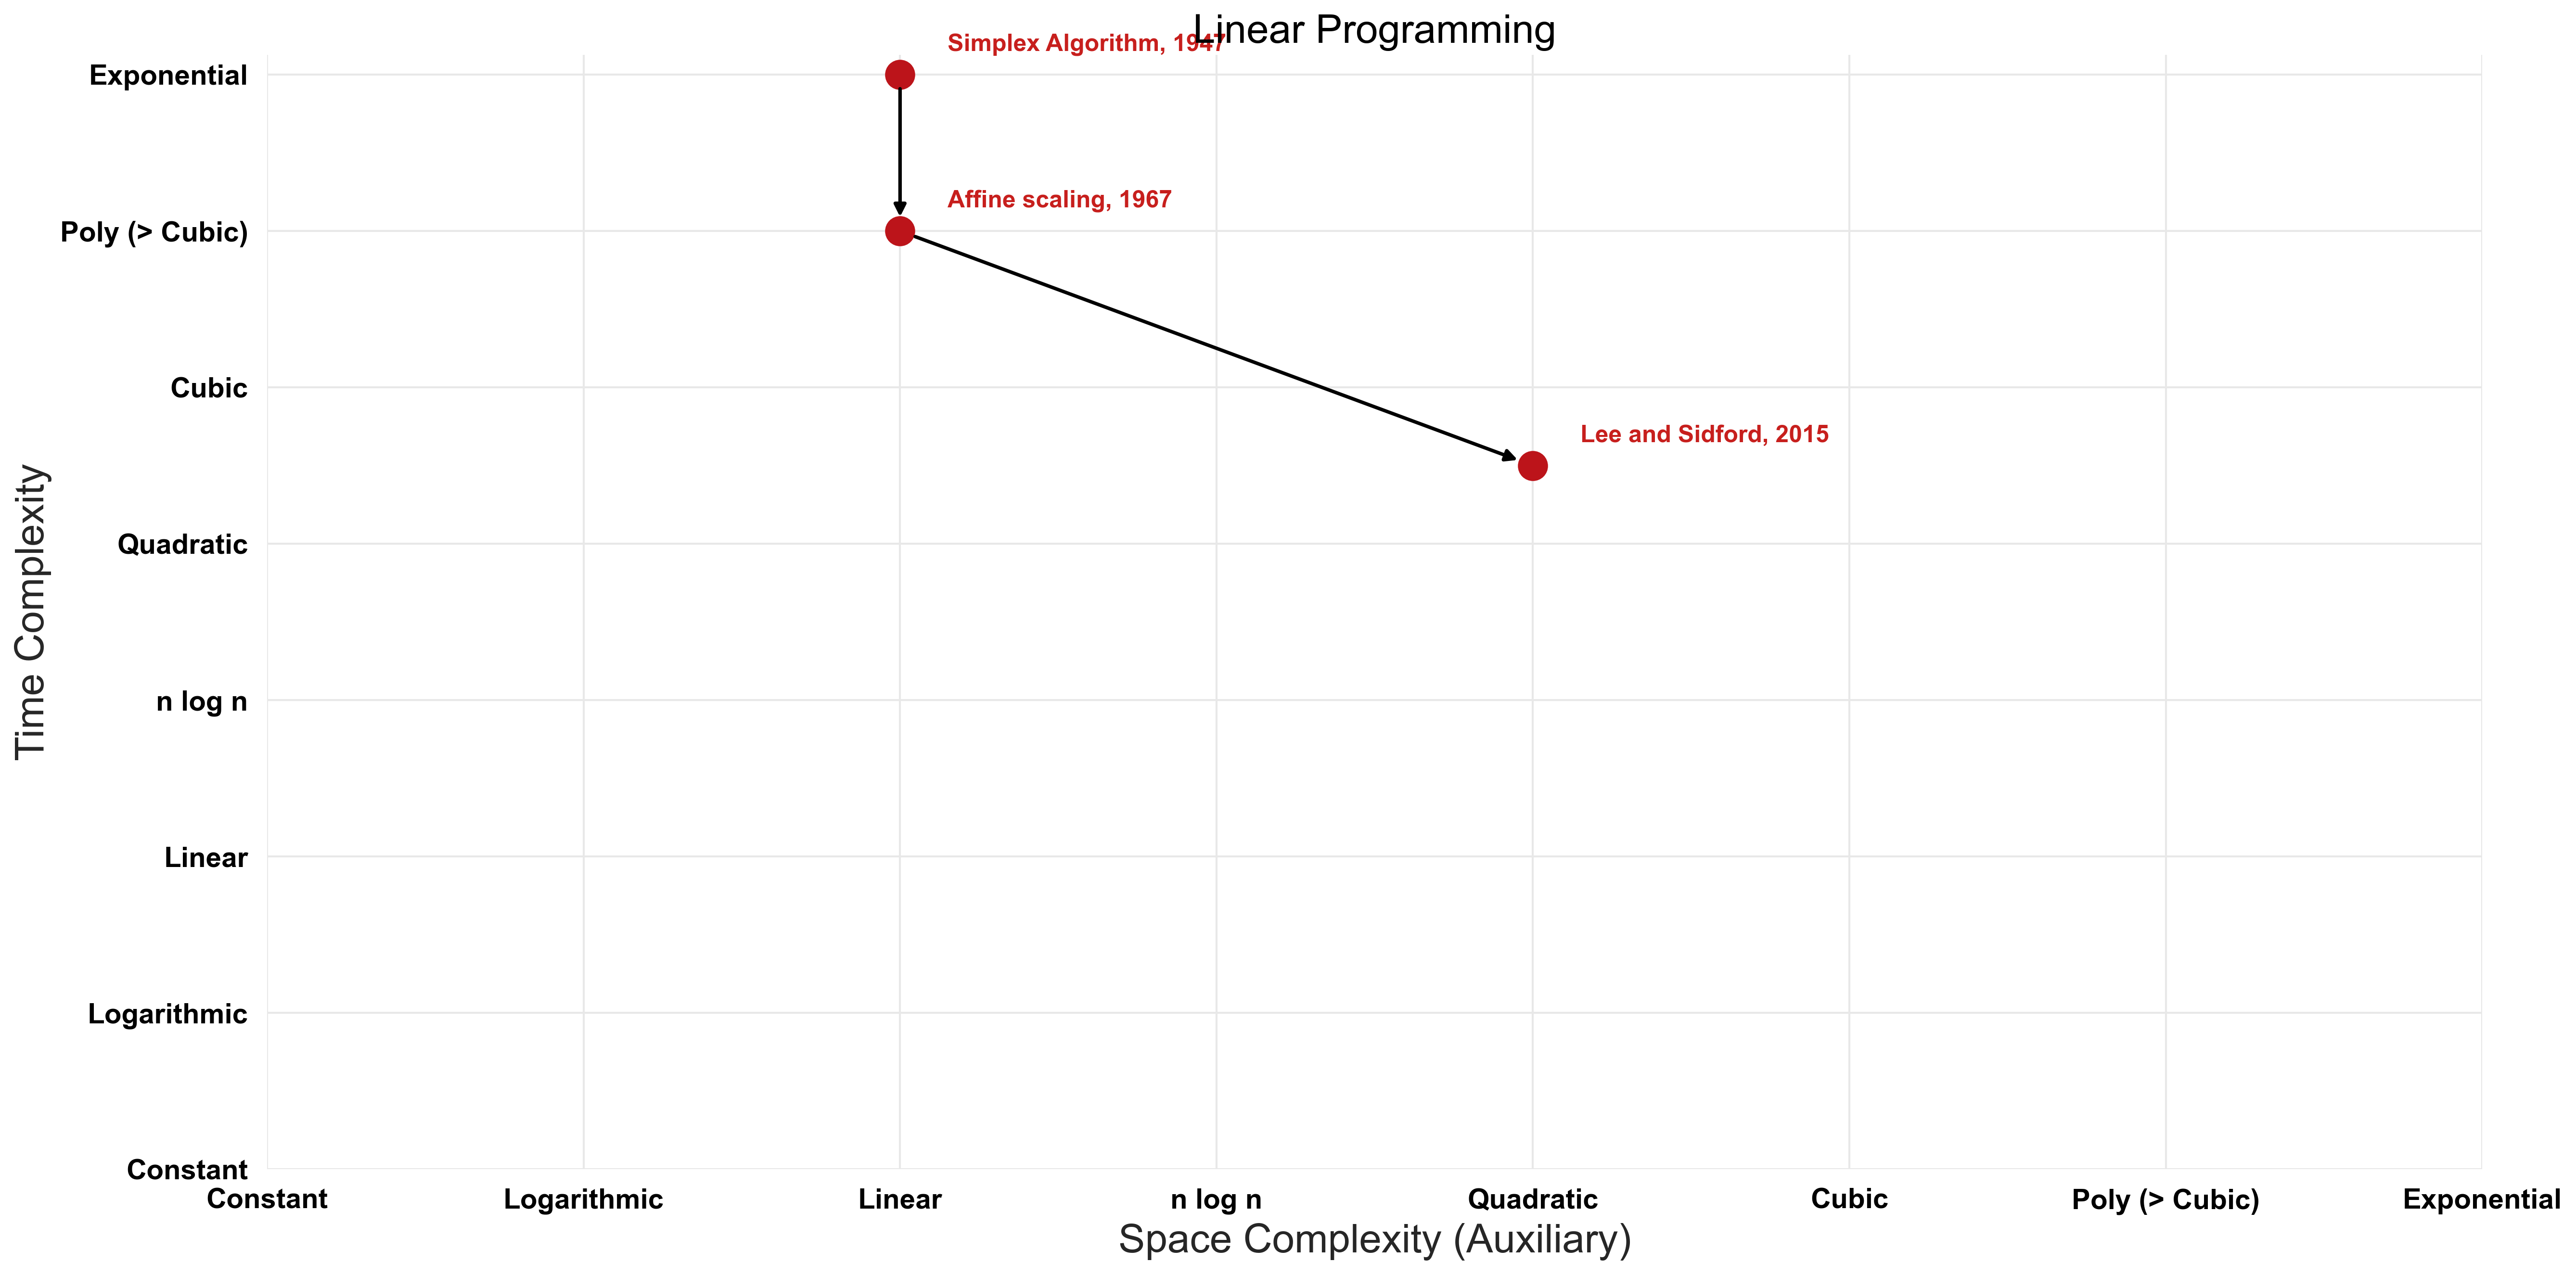 Linear Programming
Simplex Algorithm, 1947
Exponential
Affine scaling, 1967
Poly (> Cubic)
Cubic
Lee and Sidford, 2015
Quadratic
Time Complexity
n log n
Linear
Logarithmic
Constant
Constant Logarithmic Linear n log n Quadratic Cubic Poly (> Cubic) Exponential
Space Complexity (Auxiliary)